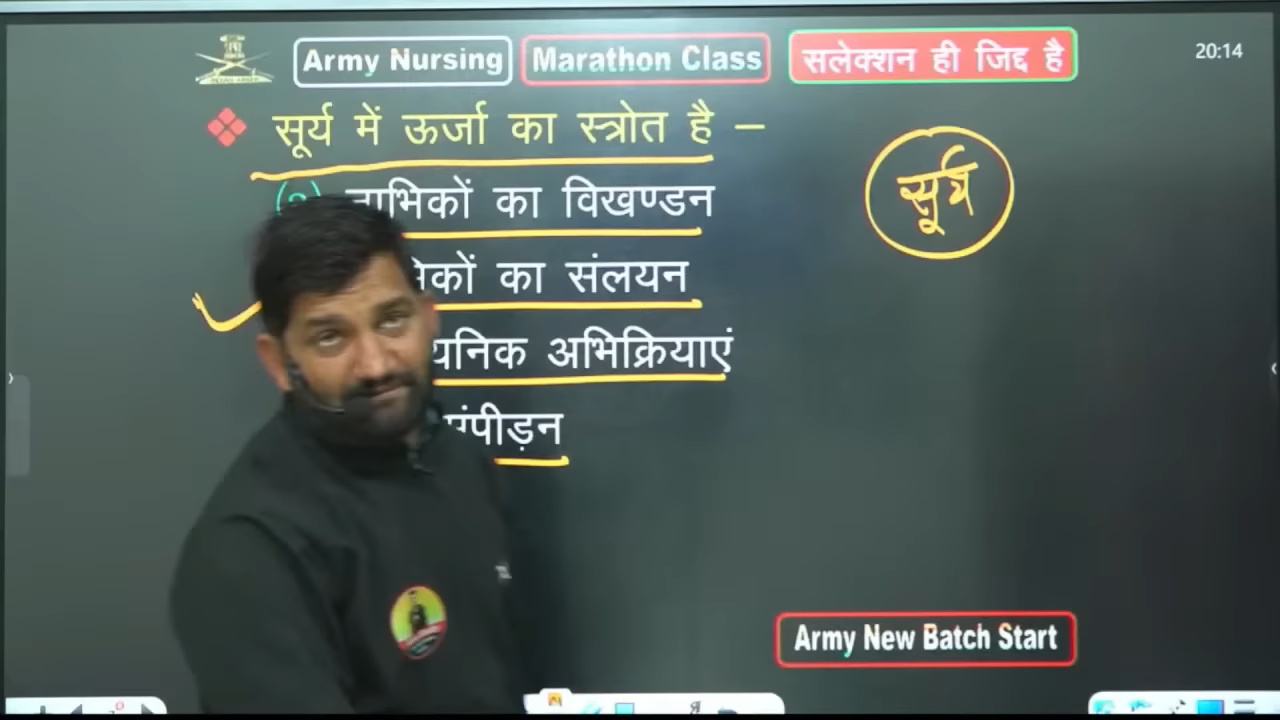 Army Nursing Marathon Class सलेक्शन ही जिद्द है 20:14
सूर्य में ऊर्जा का स्त्रोत है –
सूर्य
का विखण्डन
का संलयन
अभिक्रियाएं
Army New Batch Start